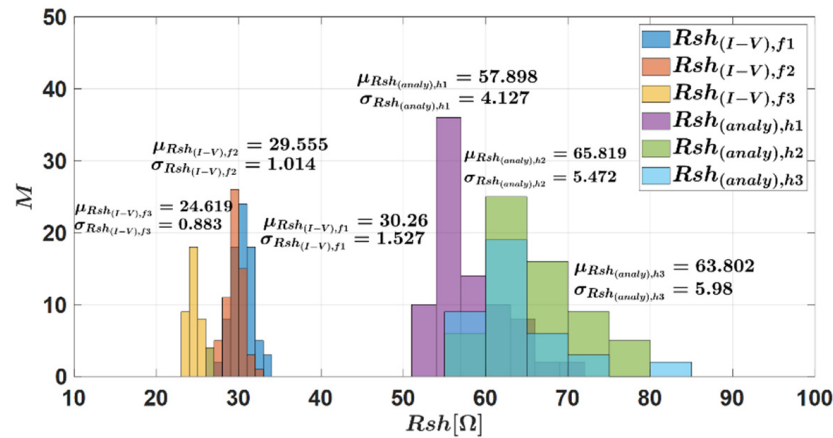 50
40
30
20
10
0
M
10 20 30 40 50 60 70 80 90 100
Rsh[Ω]
μRsh(I−V),f3 = 24.619
σRsh(I−V),f3 = 0.883
μRsh(I−V),f2 = 29.555
σRsh(I−V),f2 = 1.014
μRsh(I−V),f1 = 30.26
σRsh(I−V),f1 = 1.527
μRsh(analy),h1 = 57.898
σRsh(analy),h1 = 4.127
μRsh(analy),h2 = 65.819
σRsh(analy),h2 = 5.472
μRsh(analy),h3 = 63.802
σRsh(analy),h3 = 5.98
Rsh(I−V),f1
Rsh(I−V),f2
Rsh(I−V),f3
Rsh(analy),h1
Rsh(analy),h2
Rsh(analy),h3